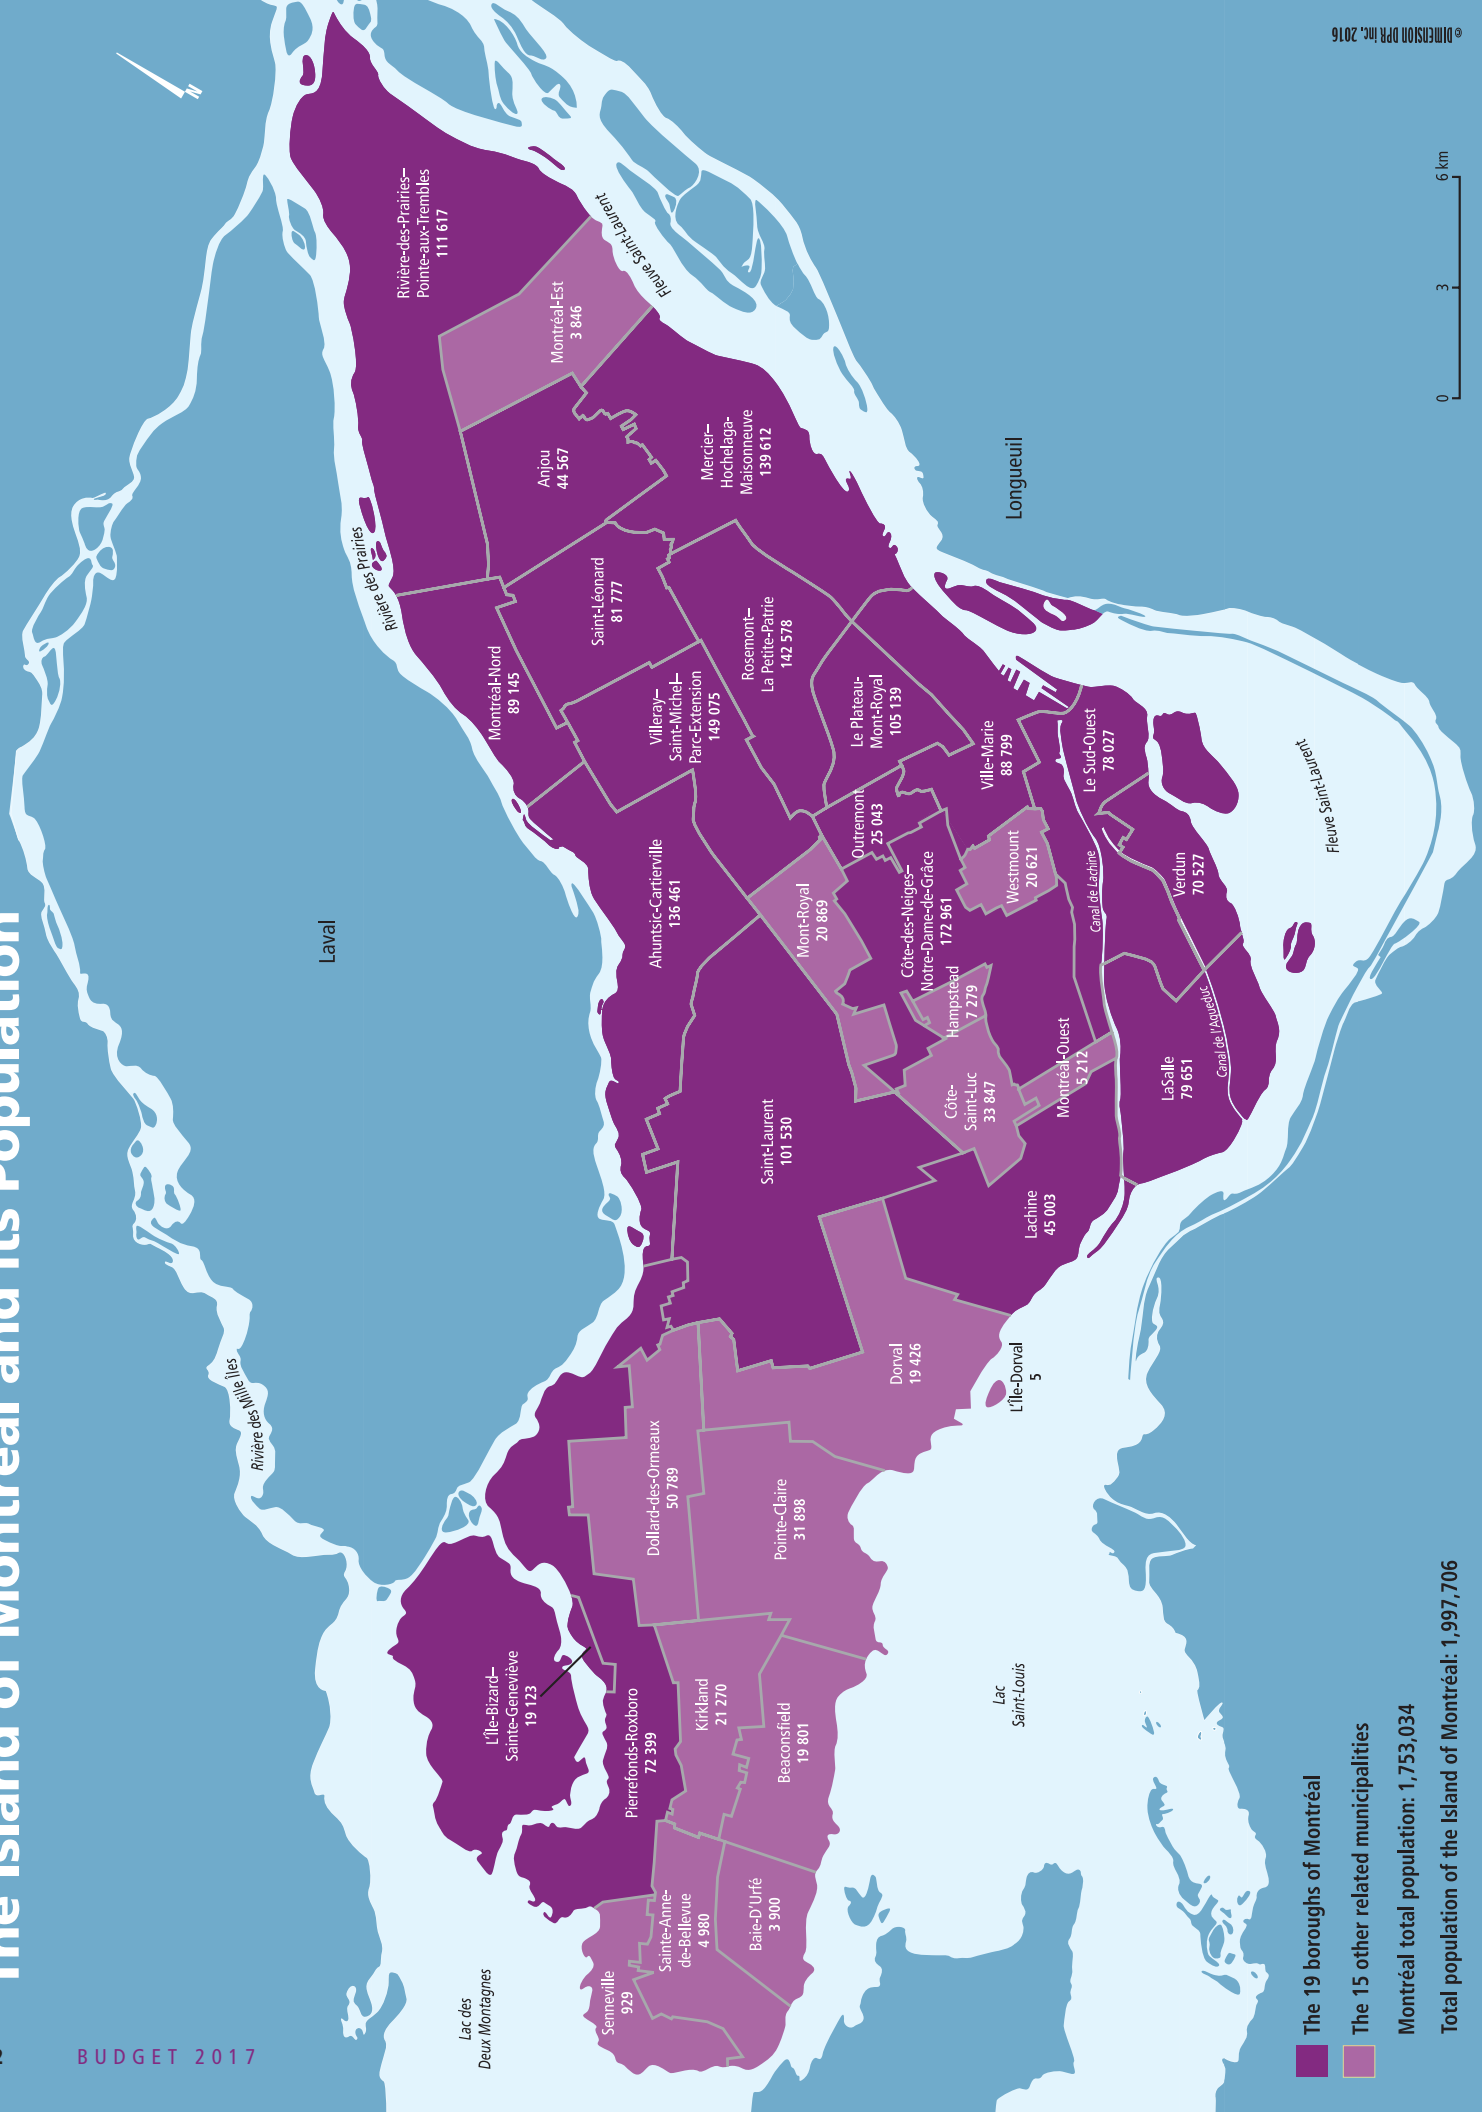 The Island of Montréal and Its Population
BUDGET 2017
© DIMENSION DPR inc. 2016
N
Laval
Longueuil
Rivière des Mille Îles
Rivière des Prairies
Fleuve Saint-Laurent
Fleuve Saint-Laurent
Lac des
Deux Montagnes
Lac
Saint-Louis
Canal de Lachine
Canal de l'Aqueduc
Rivière-des-Prairies–
Pointe-aux-Trembles
111 617
Montréal-Est
3 846
Anjou
44 567
Mercier–
Hochelaga-
Maisonneuve
139 612
Montréal-Nord
89 145
Saint-Léonard
81 777
Villeray–
Saint-Michel–
Parc-Extension
149 075
Rosemont–
La Petite-Patrie
142 578
Le Plateau-
Mont-Royal
105 139
Ville-Marie
88 799
Le Sud-Ouest
78 027
Outremont
25 043
Westmount
20 621
Verdun
70 527
Ahuntsic-Cartierville
136 461
Mont-Royal
20 869
Côte-des-Neiges–
Notre-Dame-de-Grâce
172 961
Hampstead
7 279
Côte-
Saint-Luc
33 847
Montréal-Ouest
5 212
LaSalle
79 651
Saint-Laurent
101 530
Lachine
45 003
Dorval
19 426
L'Île-Dorval
5
Dollard-des-Ormeaux
50 789
Pointe-Claire
31 898
L'Île-Bizard–
Sainte-Geneviève
19 123
Pierrefonds-Roxboro
72 399
Kirkland
21 270
Beaconsfield
19 801
Sainte-Anne-
de-Bellevue
4 980
Baie-D'Urfé
3 900
Senneville
929
0 3 6 km
The 19 boroughs of Montréal
The 15 other related municipalities
Montréal total population: 1,753,034
Total population of the Island of Montréal: 1,997,706